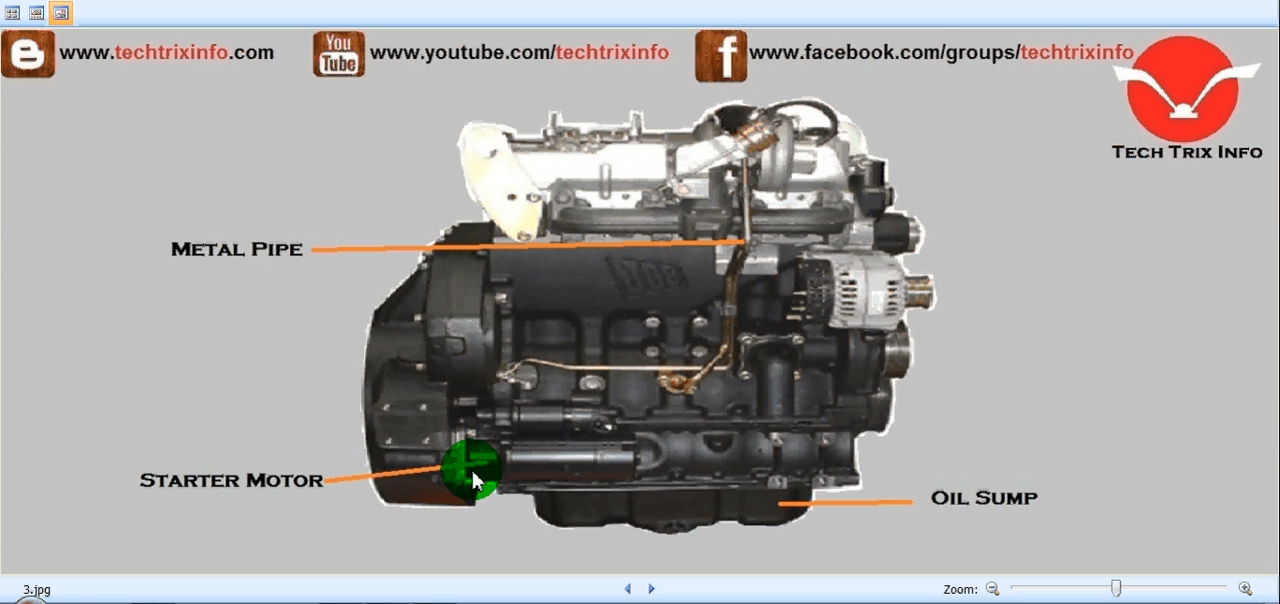 www.techtrixinfo.com
You
Tube
www.youtube.com/techtrixinfo
f
www.facebook.com/groups/techtrixinfo
Tech Trix Info
Metal Pipe
JCB
Starter Motor
Oil Sump
3.jpg
Zoom: